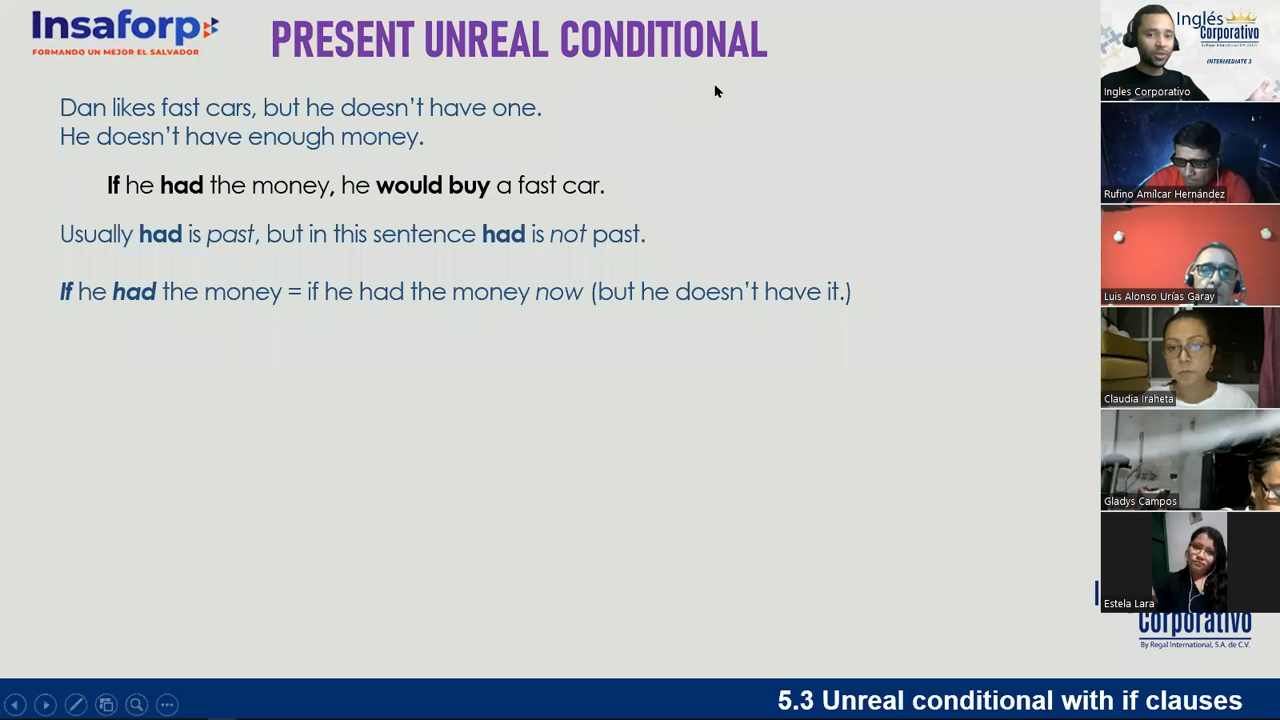 Insaforp
FORMANDO UN MEJOR EL SALVADOR
PRESENT UNREAL CONDITIONAL
Dan likes fast cars, but he doesn’t have one.
He doesn’t have enough money.
If he had the money, he would buy a fast car.
Usually had is past, but in this sentence had is not past.
If he had the money = if he had the money now (but he doesn’t have it.)
Inglés
Corporativo
By Regal International, S.A. de C.V.
INTERMEDIATE 3
Ingles Corporativo
Rufino Amílcar Hernández
Luis Alonso Urías Garay
Claudia Iraheta
Gladys Campos
Estela Lara
Corporativo
By Regal International, S.A. de C.V.
5.3 Unreal conditional with if clauses